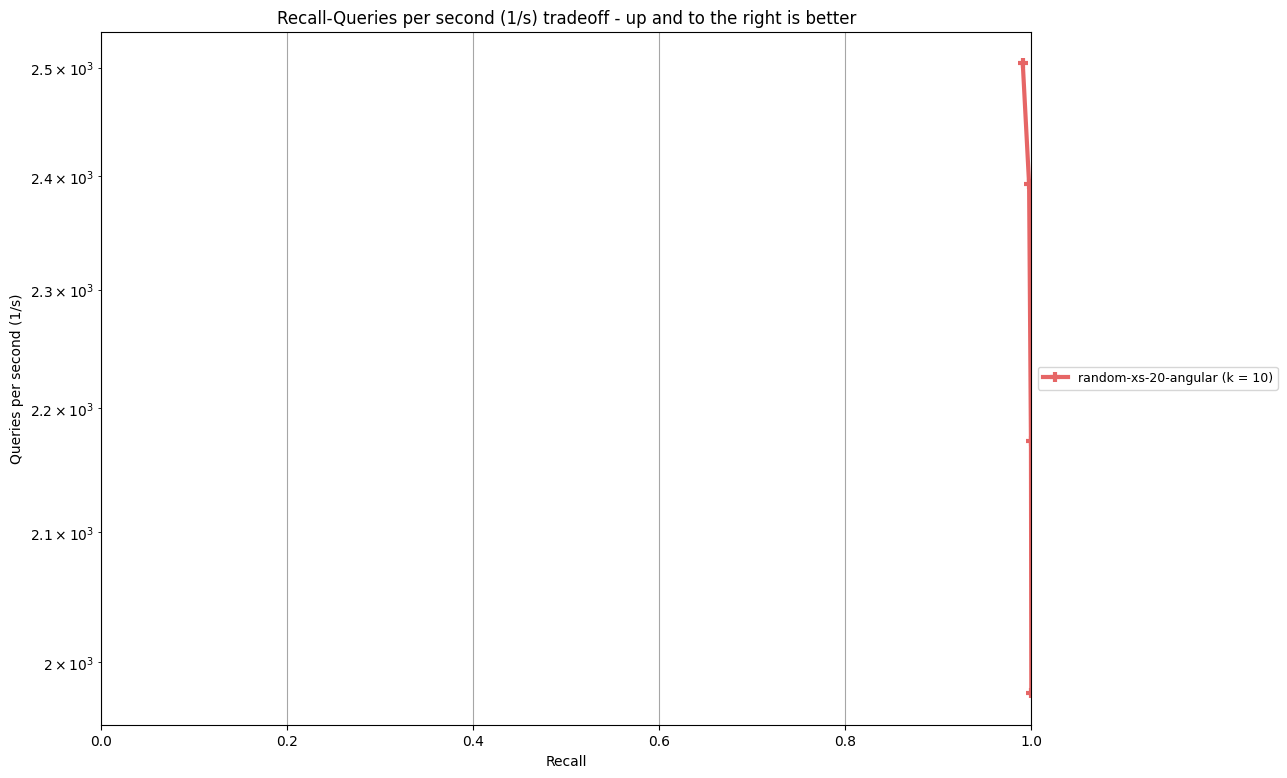 Recall-Queries per second (1/s) tradeoff - up and to the right is better
Queries per second (1/s)
2.5 × 10³
2.4 × 10³
2.3 × 10³
2.2 × 10³
2.1 × 10³
2 × 10³
random-xs-20-angular (k = 10)
0.0 0.2 0.4 0.6 0.8 1.0
Recall